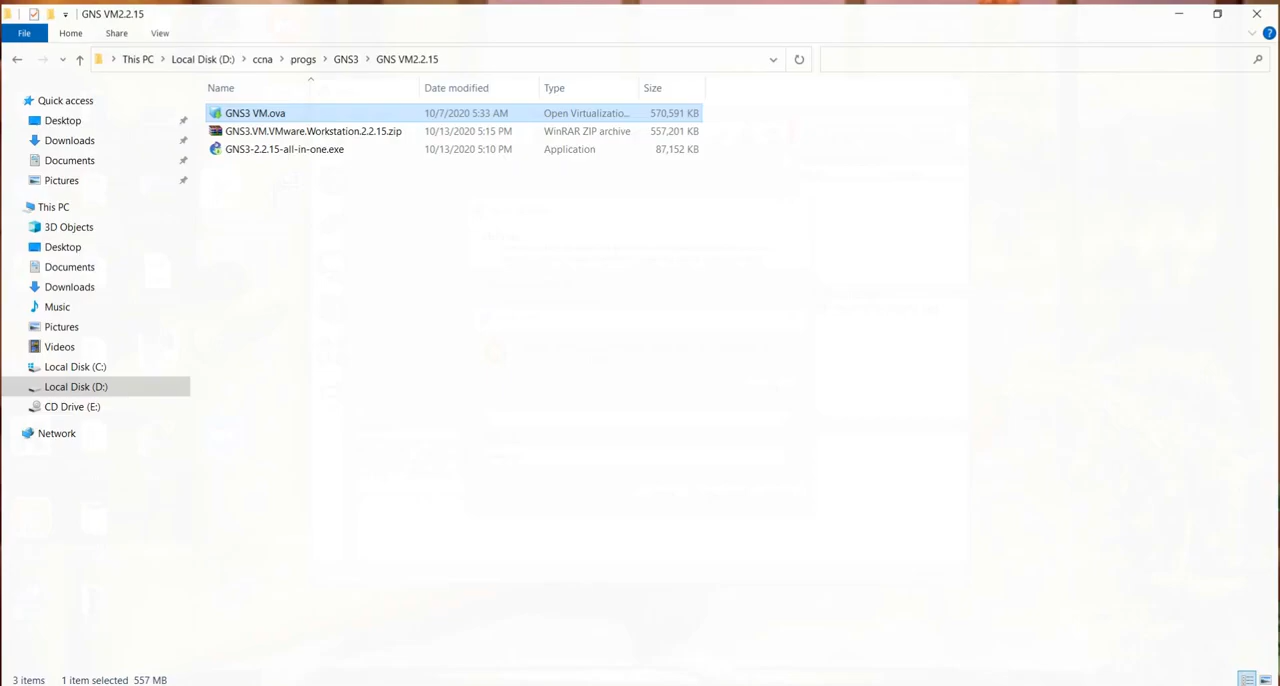 GNS VM2.2.15
File Home Share View
This PC Local Disk (D:) ccna progs GNS3 GNS VM2.2.15
Name Date modified Type Size
Quick access
Desktop
Downloads
Documents
Pictures
This PC
3D Objects
Desktop
Documents
Downloads
Music
Pictures
Videos
Local Disk (C:)
Local Disk (D:)
CD Drive (E:)
Network
GNS3 VM.ova 10/7/2020 5:33 AM Open Virtualizatio... 570,591 KB
GNS3.VM.VMware.Workstation.2.2.15.zip 10/13/2020 5:15 PM WinRAR ZIP archive 557,201 KB
GNS3-2.2.15-all-in-one.exe 10/13/2020 5:10 PM Application 87,152 KB
3 items 1 item selected 557 MB